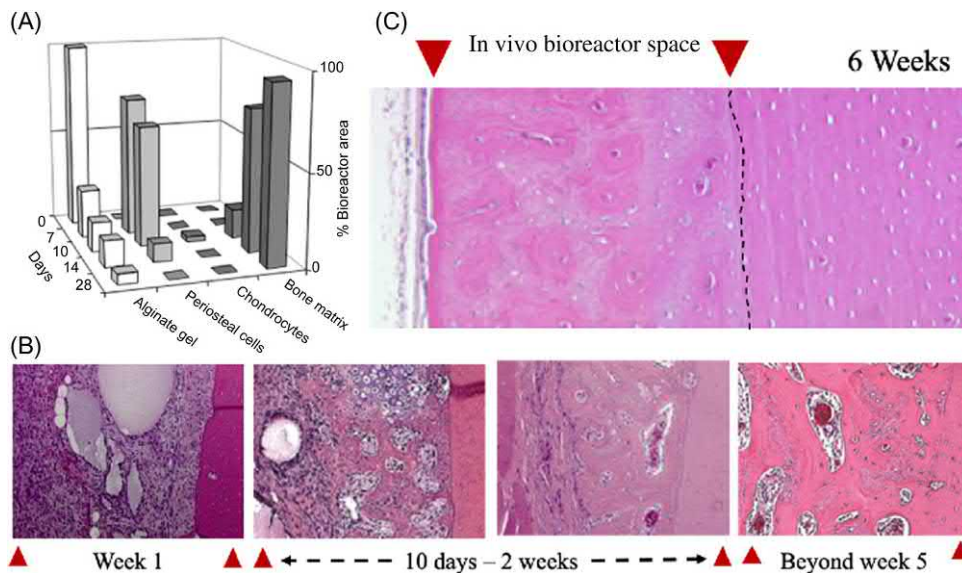 (A)
100
50
0
% Bioreactor area
0
7
10
14
28
Days
Alginate gel
Periosteal cells
Chondrocytes
Bone matrix
(C)
In vivo bioreactor space
6 Weeks
(B)
Week 1
10 days – 2 weeks
Beyond week 5